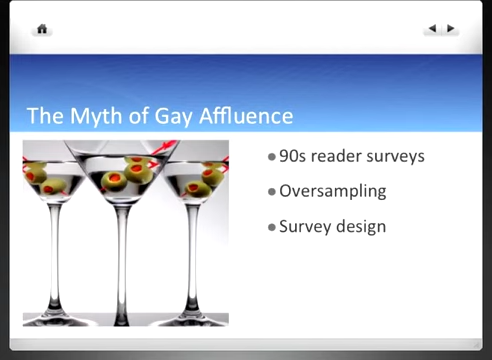 The Myth of Gay Affluence
90s reader surveys
Oversampling
Survey design